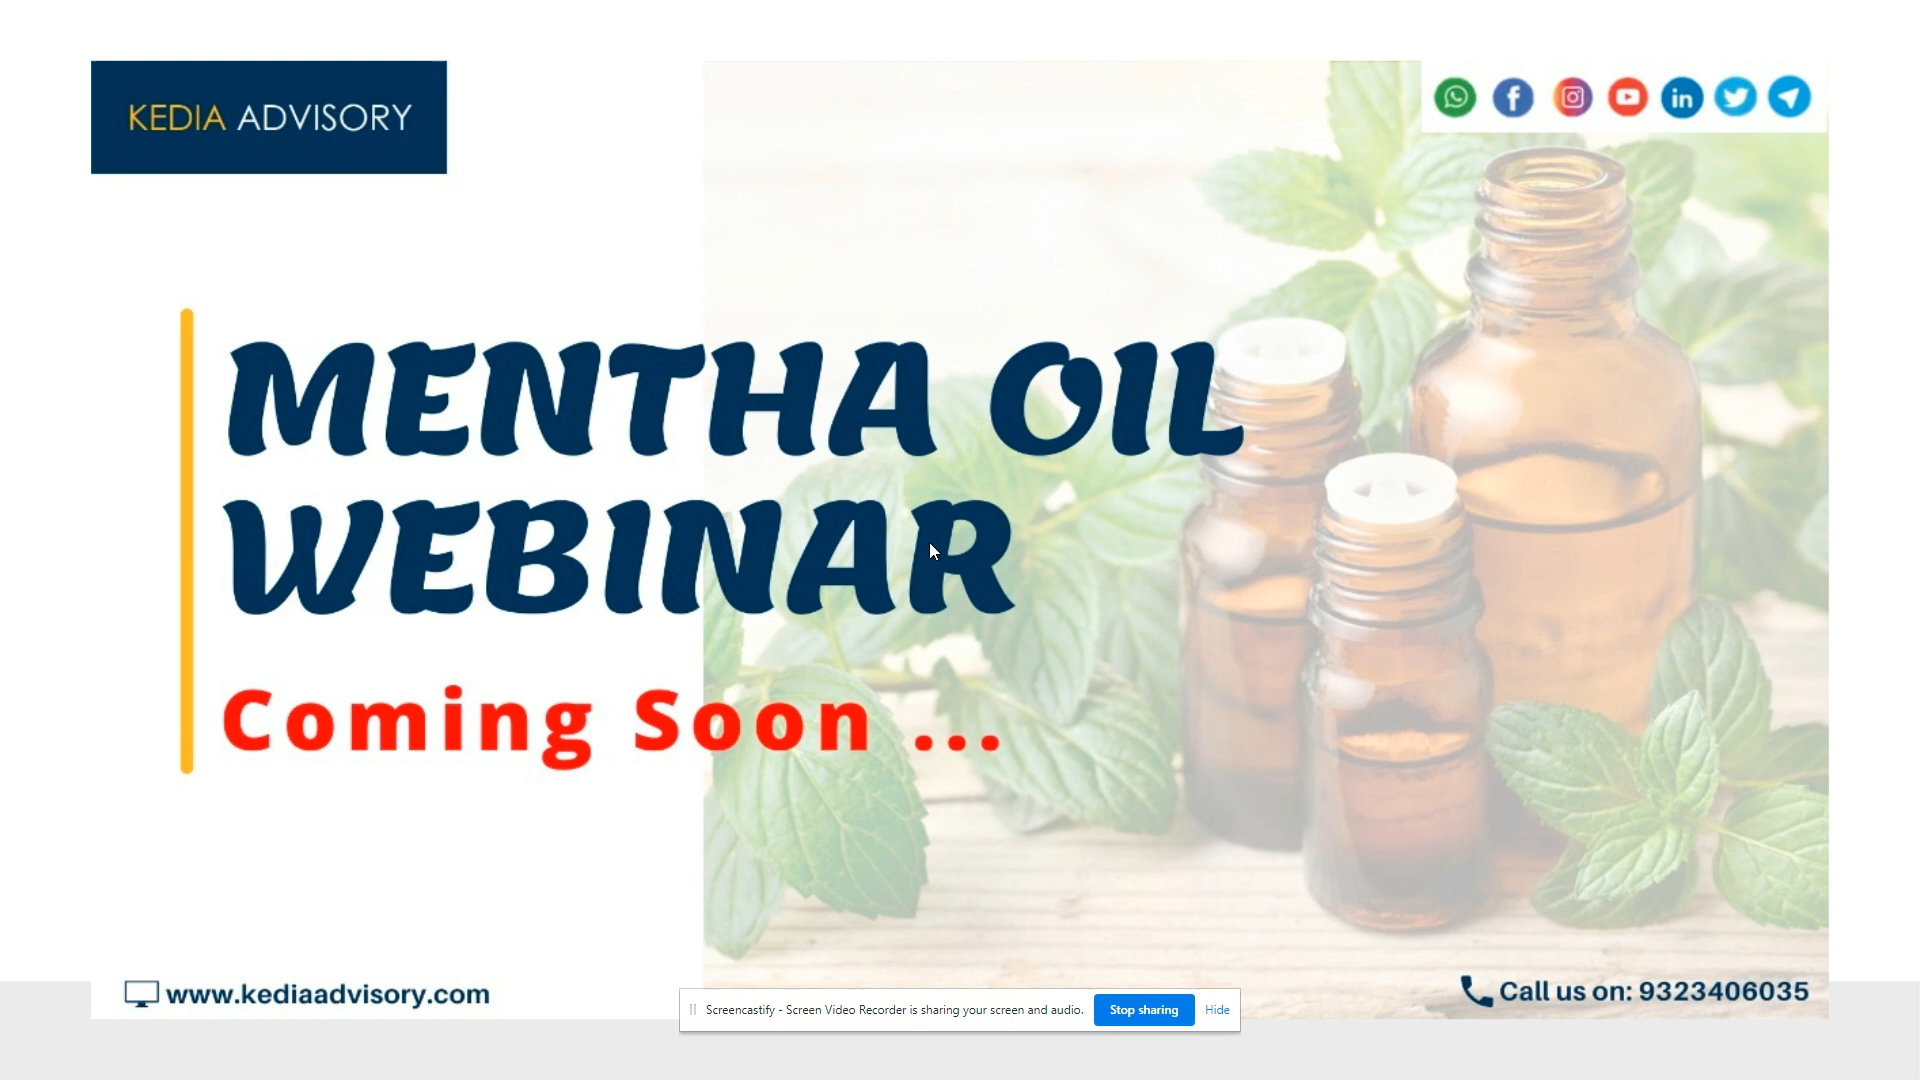 KEDIA ADVISORY
MENTHA OIL
WEBINAR
Coming Soon ...
www.kediaadvisory.com
Call us on: 9323406035
Screencastify - Screen Video Recorder is sharing your screen and audio.
Stop sharing
Hide